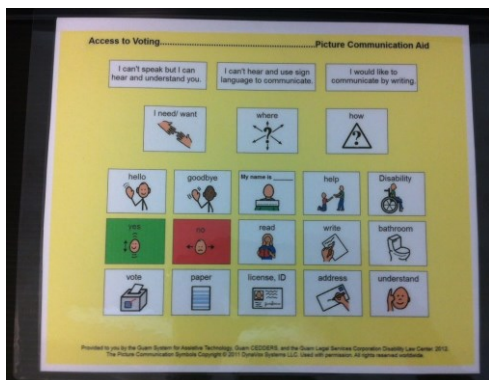 Access to Voting..................................................Picture Communication Aid
I can't speak but I can
hear and understand you.
I can't hear and use sign
language to communicate.
I would like to
communicate by writing.
I need/ want
where
how
hello
goodbye
My name is ______
help
Disability
yes
no
read
write
bathroom
vote
paper
license, ID
address
understand
Provided to you by the Guam System for Assistive Technology, Guam CEDDERS, and the Guam Legal Services Corporation Disability Law Center, 2012.
The Picture Communication Symbols Copyright © 2011 DynaVox Systems LLC. Used with permission. All rights reserved worldwide.